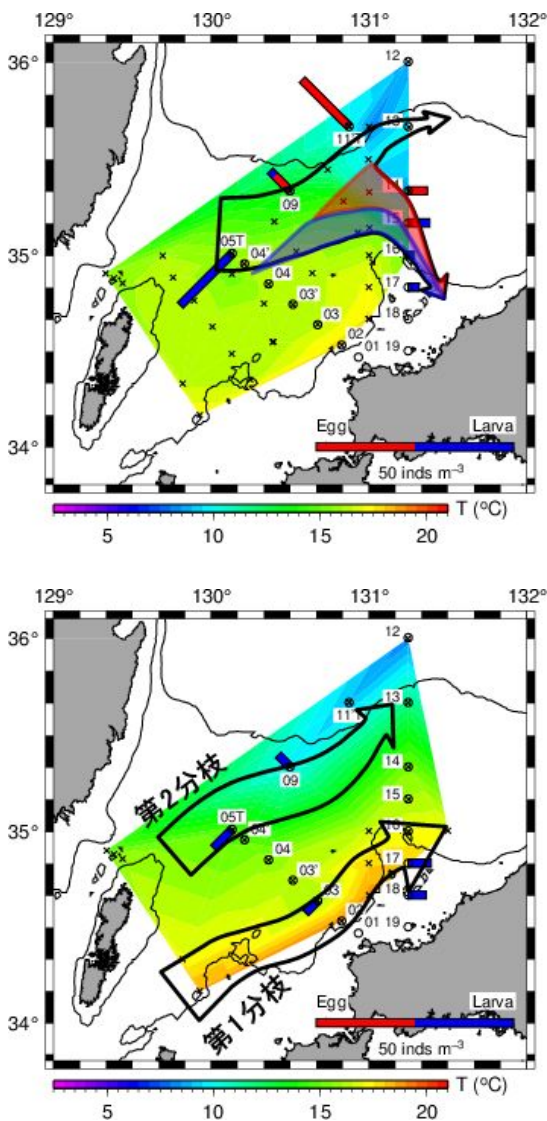 129° 130° 131° 132°
36°
12
13
11'T
14
09
15
35°
05T
04'
16
04
17
03'
18
03
02
01 19
34°
Egg Larva
50 inds m⁻³
T (°C)
5 10 15 20
129° 130° 131° 132°
36°
12
13
11'T
14
09
第2分枝
15
35°
05T
04'
16
04
17
03'
18
03
02
01 19
第1分枝
34°
Egg Larva
50 inds m⁻³
T (°C)
5 10 15 20